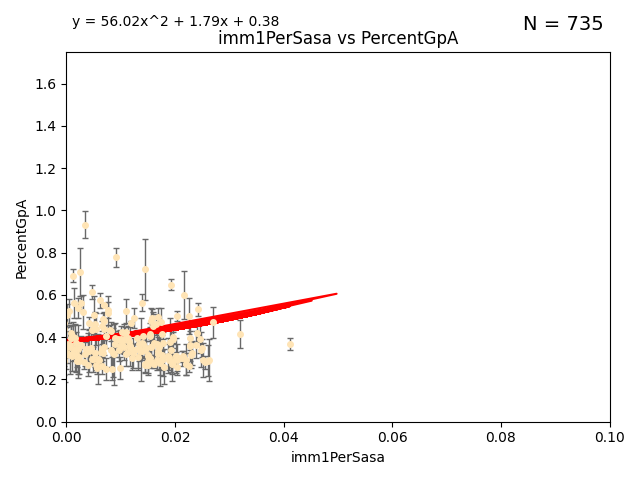 y = 56.02x^2 + 1.79x + 0.38
N = 735
imm1PerSasa vs PercentGpA
1.6
1.4
1.2
1.0
0.8
0.6
0.4
0.2
0.0
PercentGpA
0.00 0.02 0.04 0.06 0.08 0.10
imm1PerSasa